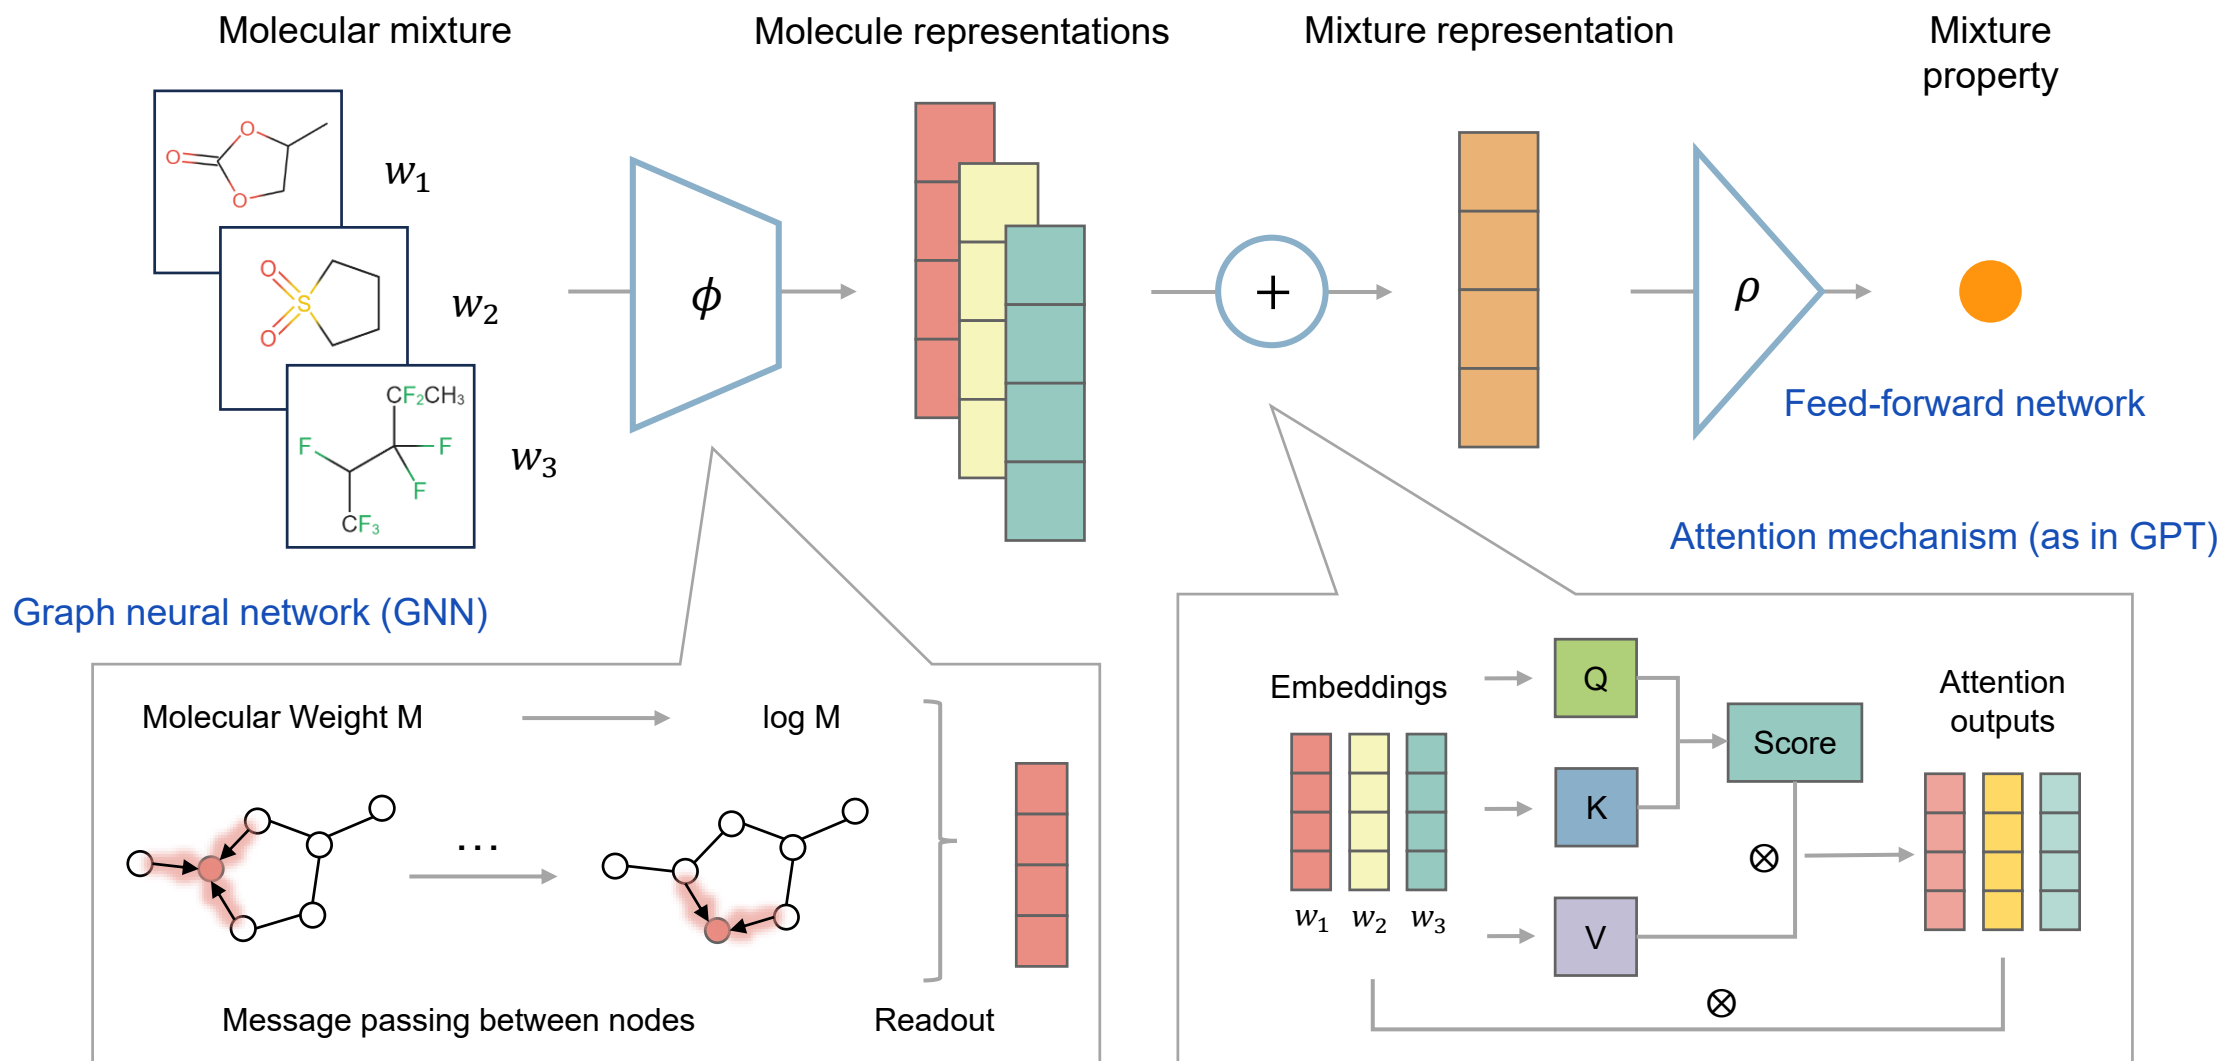 Molecular mixture
Molecule representations
Mixture representation
Mixture
property
O
O
O
w₁
O
S
O
w₂
CF₂CH₃
F
F
F
CF₃
w₃
ϕ
+
ρ
Feed-forward network
Attention mechanism (as in GPT)
Graph neural network (GNN)
Molecular Weight M
log M
...
Message passing between nodes
Readout
Embeddings
w₁ w₂ w₃
Q
K
V
Score
⊗
Attention
outputs
⊗